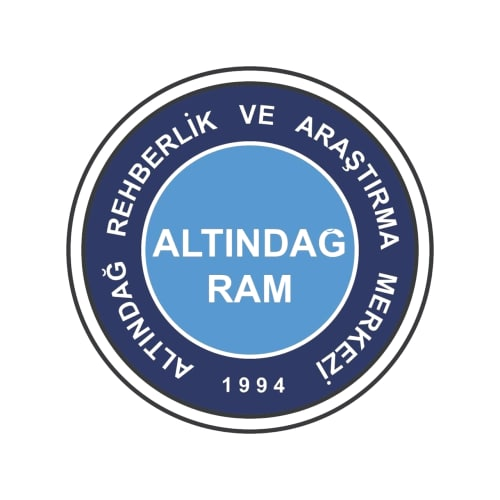 ALTINDAĞ REHBERLİK VE ARAŞTIRMA MERKEZİ
ALTINDAĞ
RAM
1994